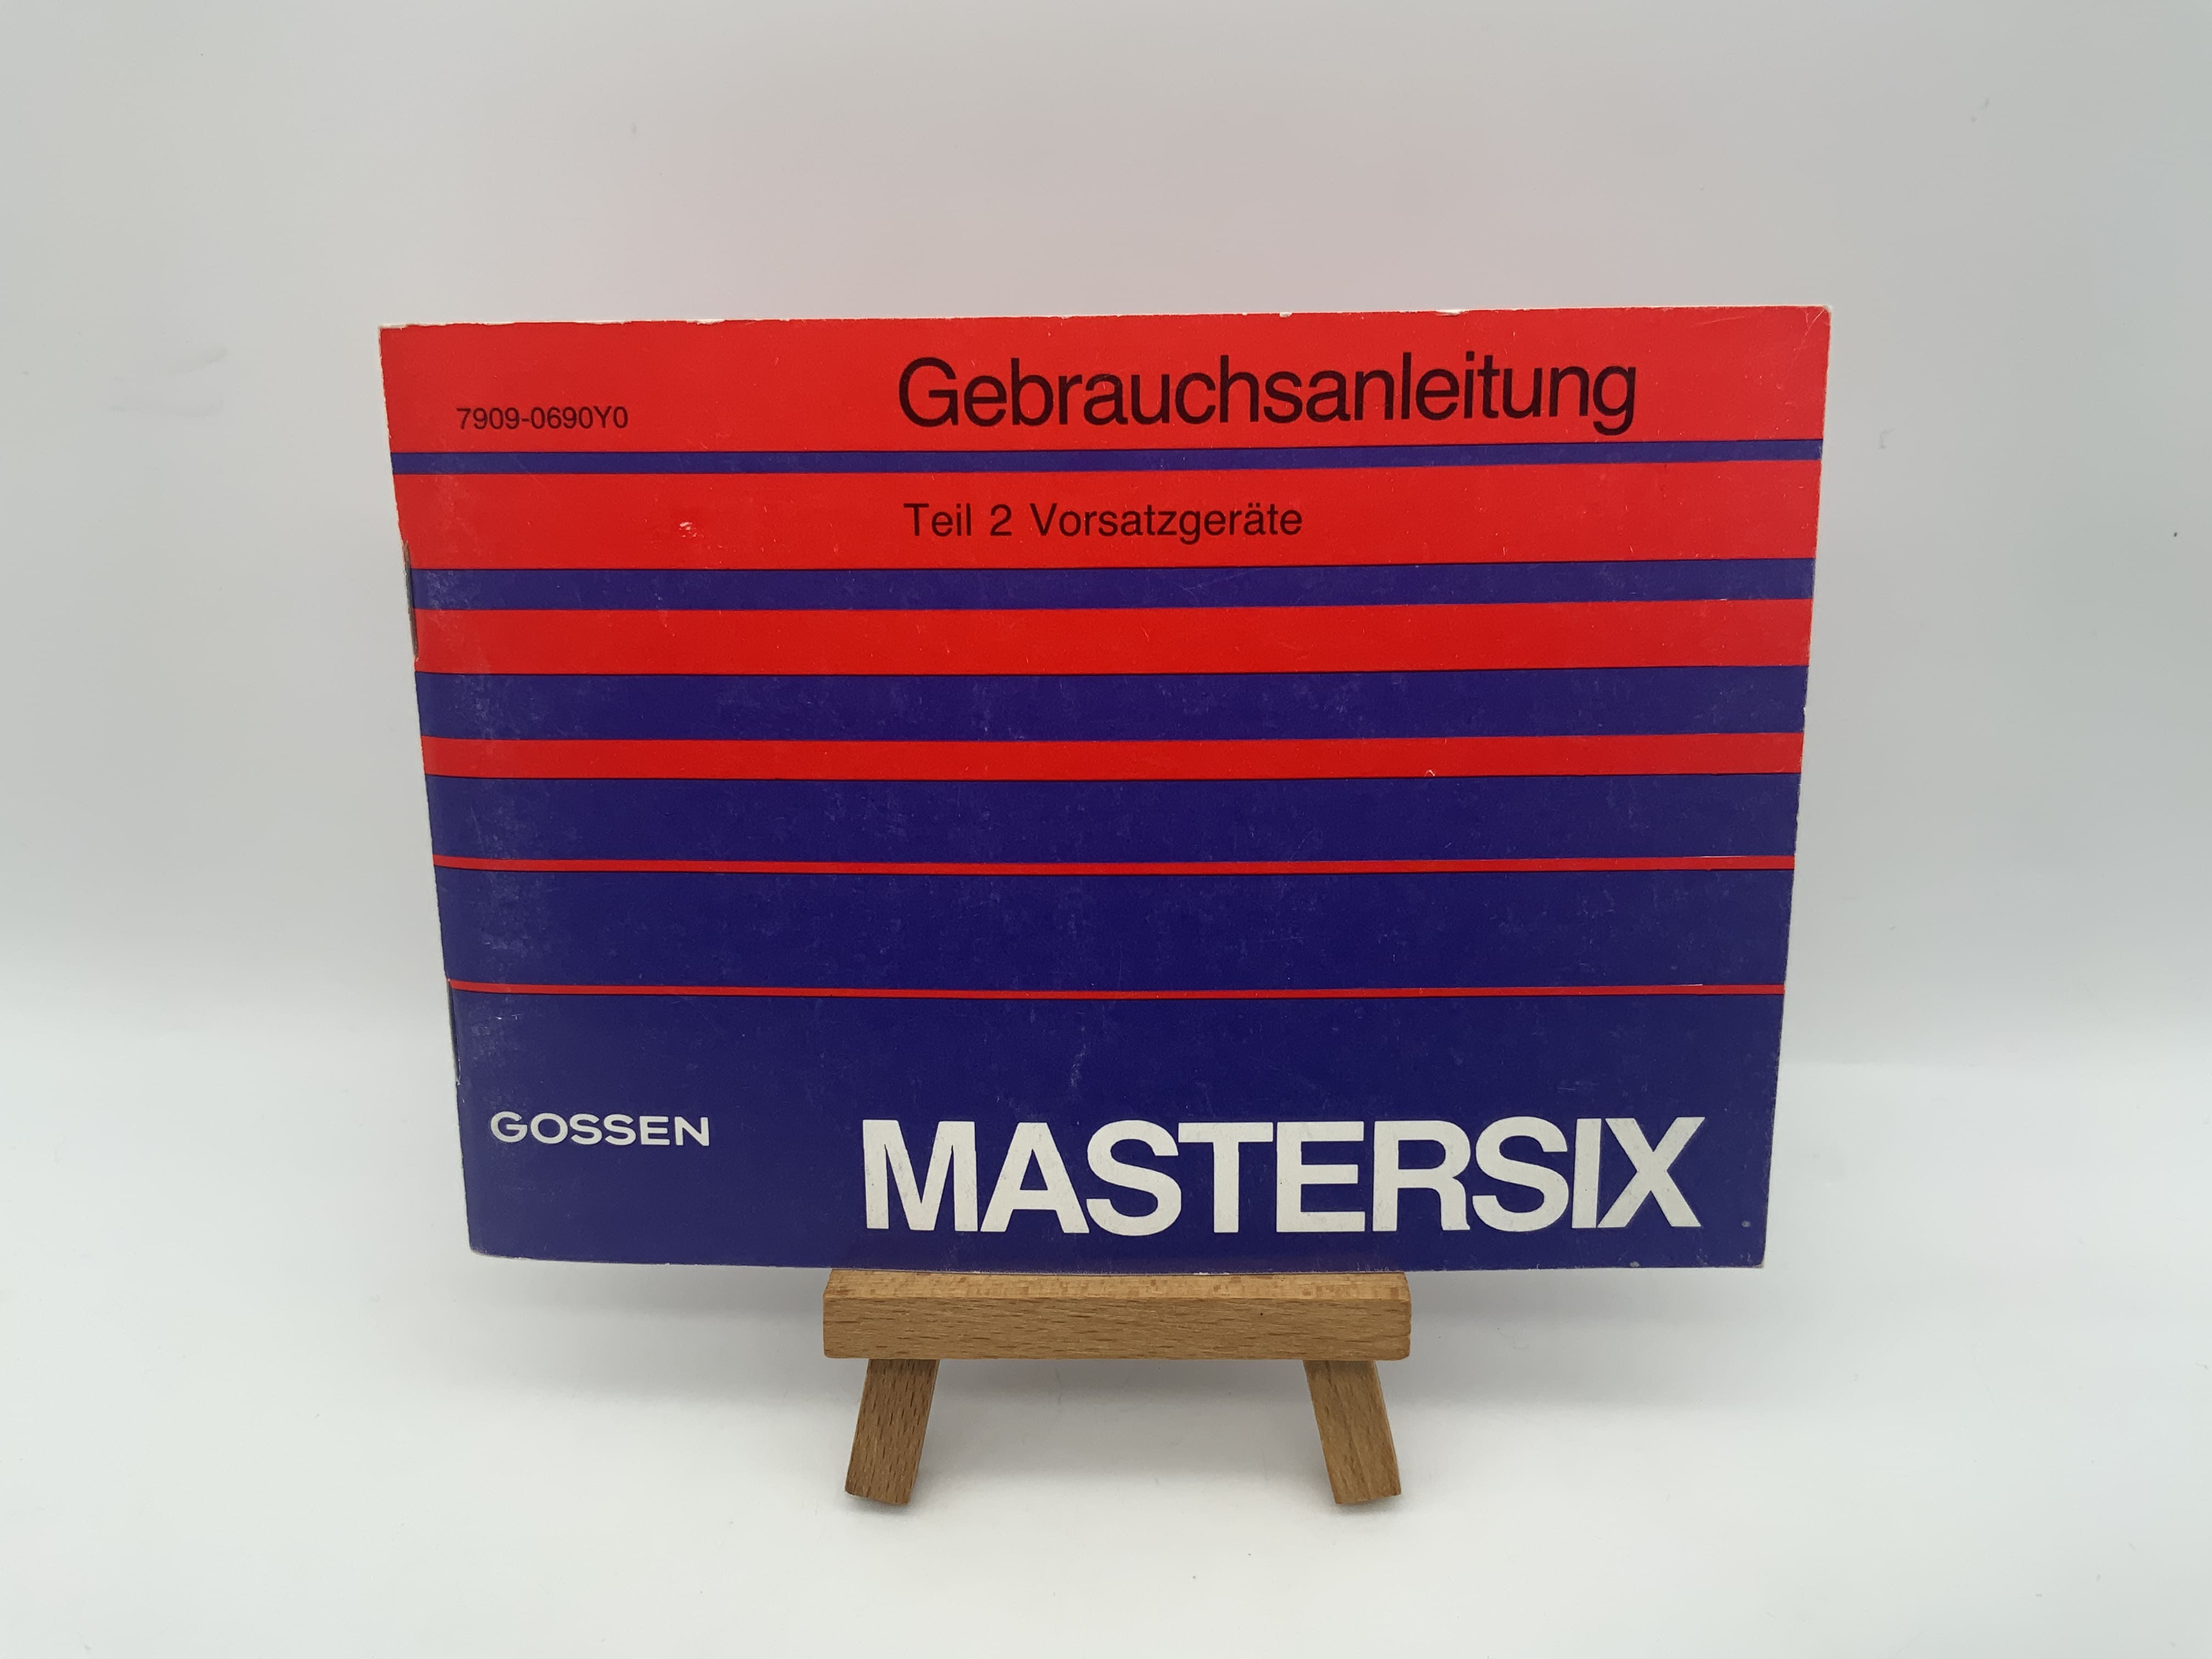 7909-0690Y0
Gebrauchsanleitung
Teil 2 Vorsatzgeräte
GOSSEN
MASTERSIX